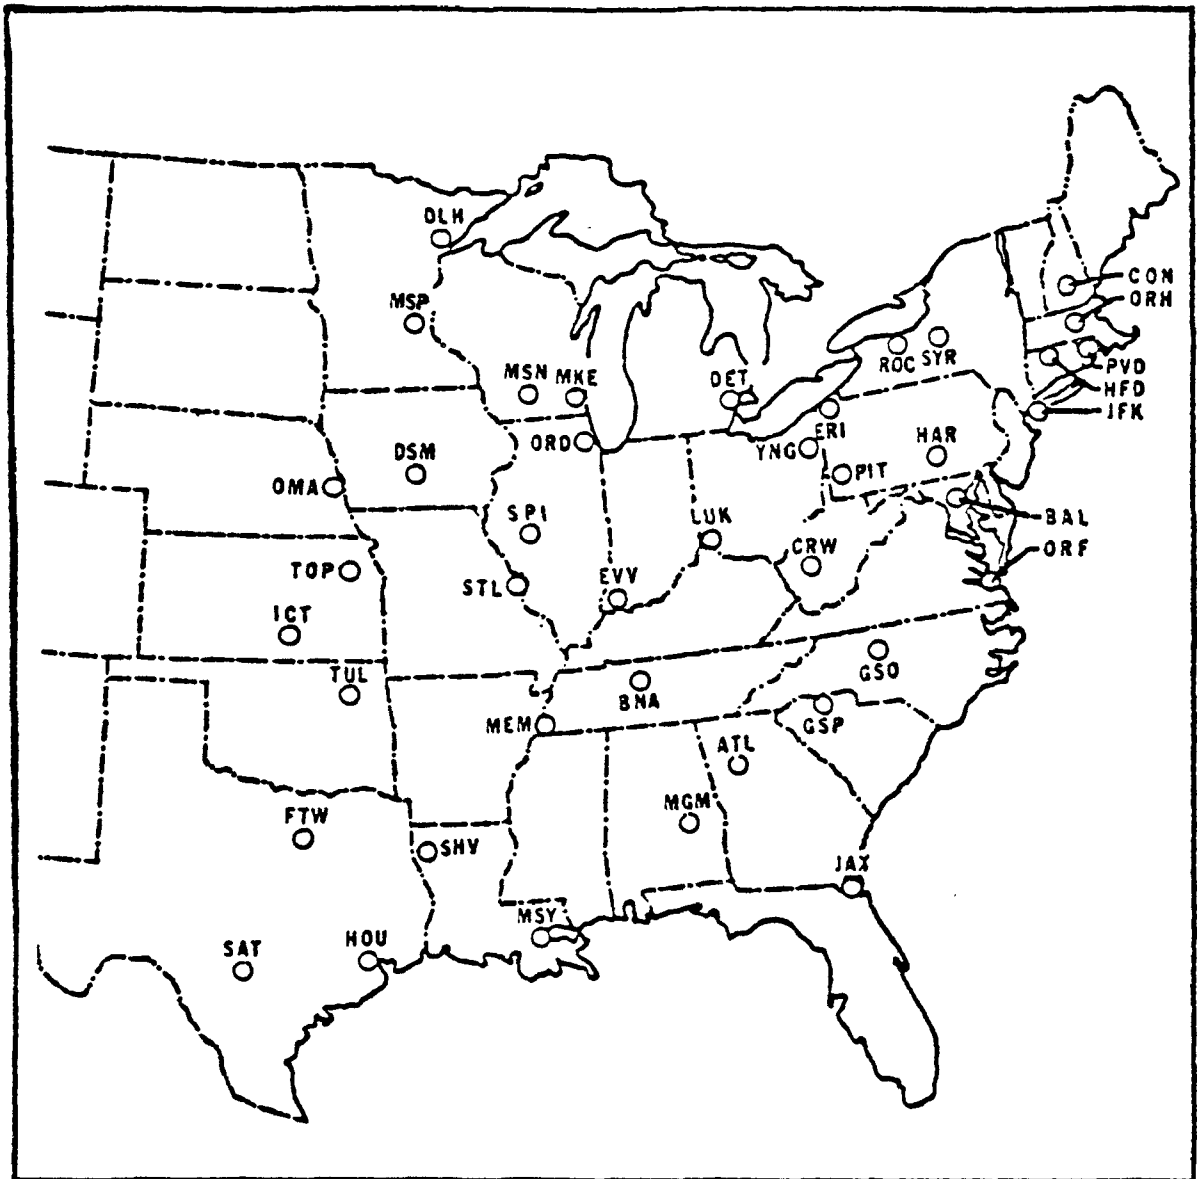 DLH
CON
MSP
ORH
ROC SYR
MSN MKE
DET
PVD
HFD
JFK
ORD
YNG
ERI
HAR
DSM
PIT
OMA
SPI
LUK
BAL
CRW
ORF
TOP
STL
EVV
ICT
TUL
BNA
GSO
MEM
GSP
ATL
MGM
FTW
SHV
JAX
MSY
SAT
HOU